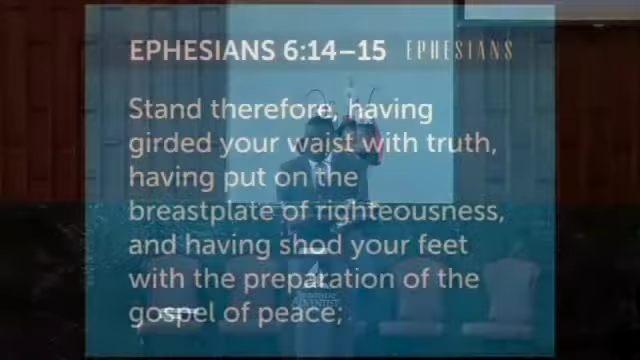 EPHESIANS 6:14–15 EPHESIANS
Stand therefore, having
girded your waist with truth,
having put on the
breastplate of righteousness,
and having shod your feet
with the preparation of the
gospel of peace;
ADVENTIST